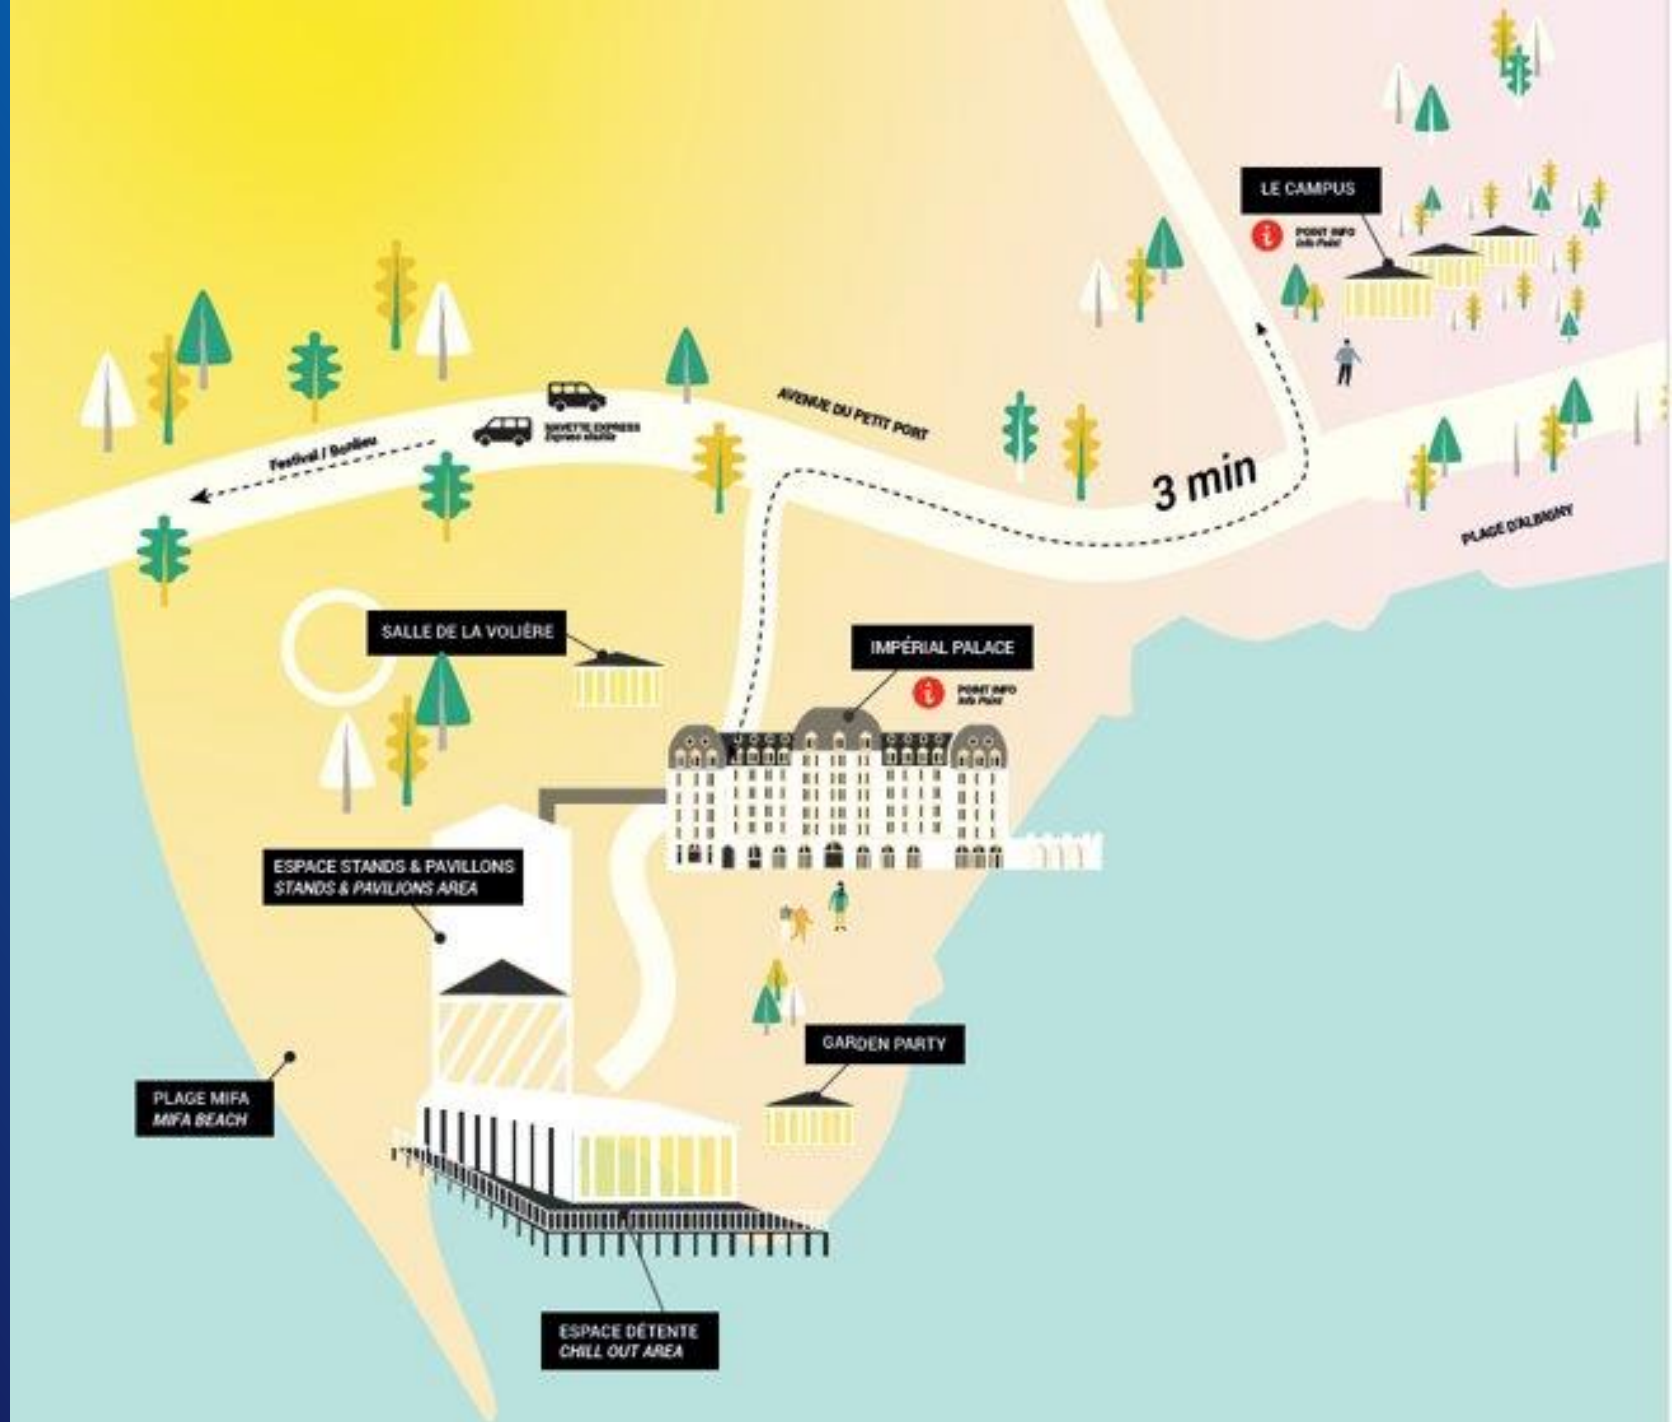 LE CAMPUS
POINT INFO
Info Point
AVENUE DU PETIT PORT
NAVETTE EXPRESS
Express shuttle
Festival / Bonlieu
3 min
PLAGE D'ALBIGNY
SALLE DE LA VOLIÈRE
IMPÉRIAL PALACE
POINT INFO
Info Point
ESPACE STANDS & PAVILLONS
STANDS & PAVILIONS AREA
GARDEN PARTY
PLAGE MIFA
MIFA BEACH
ESPACE DÉTENTE
CHILL OUT AREA